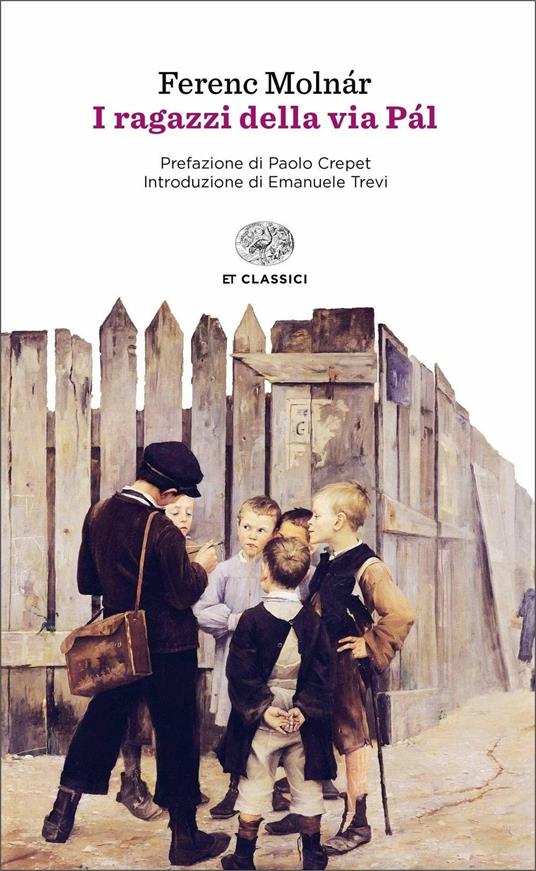 Ferenc Molnár
I ragazzi della via Pál
Prefazione di Paolo Crepet
Introduzione di Emanuele Trevi
ET CLASSICI
G